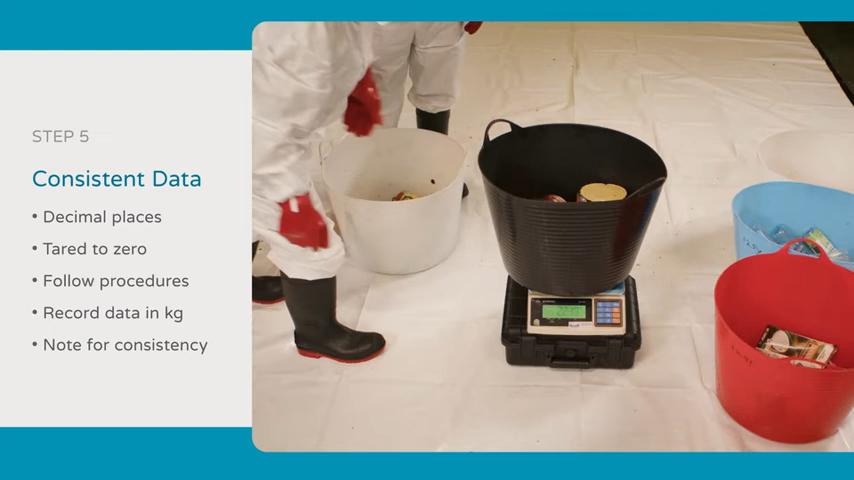 STEP 5
Consistent Data
• Decimal places
• Tared to zero
• Follow procedures
• Record data in kg
• Note for consistency